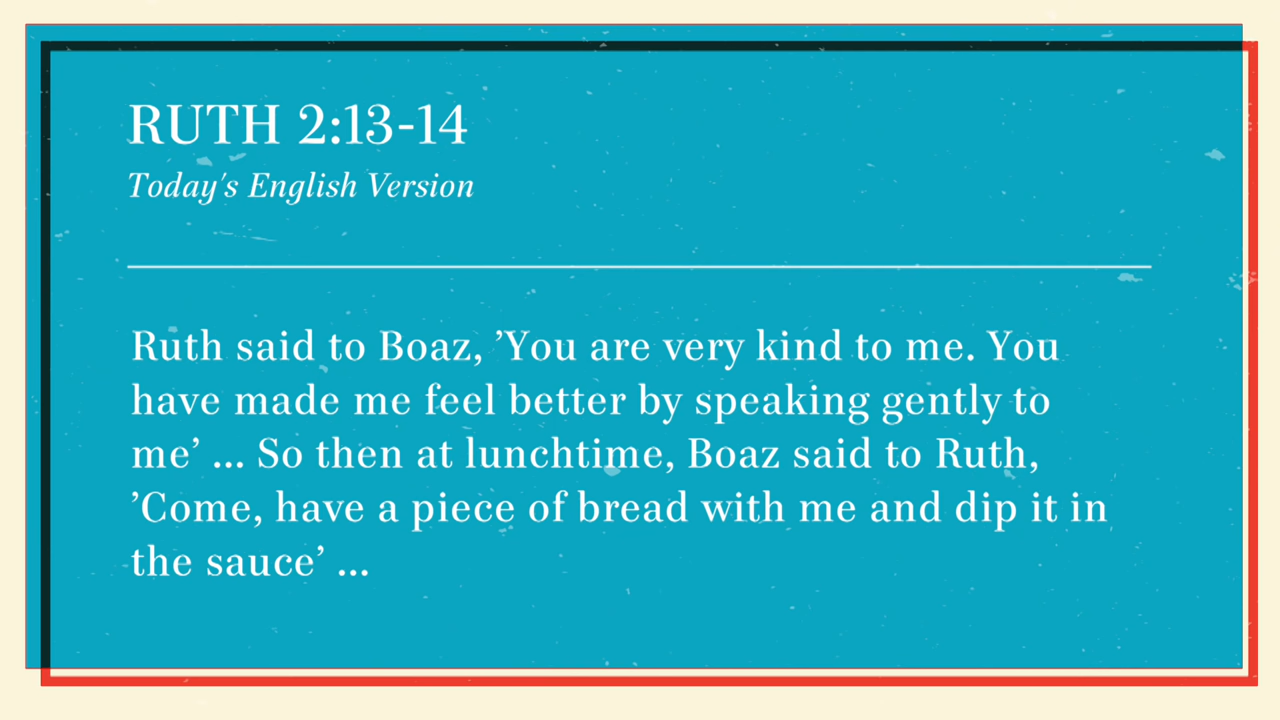 RUTH 2:13-14
Today's English Version
Ruth said to Boaz, ’You are very kind to me. You
have made me feel better by speaking gently to
me’ ... So then at lunchtime, Boaz said to Ruth,
’Come, have a piece of bread with me and dip it in
the sauce’ ...